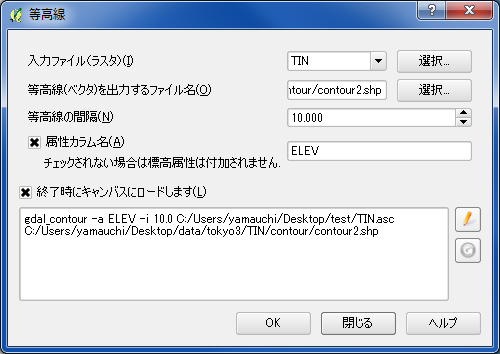 等高線
入力ファイル(ラスタ)(I)
TIN
選択...
等高線(ベクタ)を出力するファイル名(O)
ntour/contour2.shp
選択...
等高線の間隔(N)
10.000
属性カラム名(A)
チェックされない場合は標高属性は付加されません.
ELEV
終了時にキャンバスにロードします(L)
gdal_contour -a ELEV -i 10.0 C:/Users/yamauchi/Desktop/test/TIN.asc
C:/Users/yamauchi/Desktop/data/tokyo3/TIN/contour/contour2.shp
OK
閉じる
ヘルプ